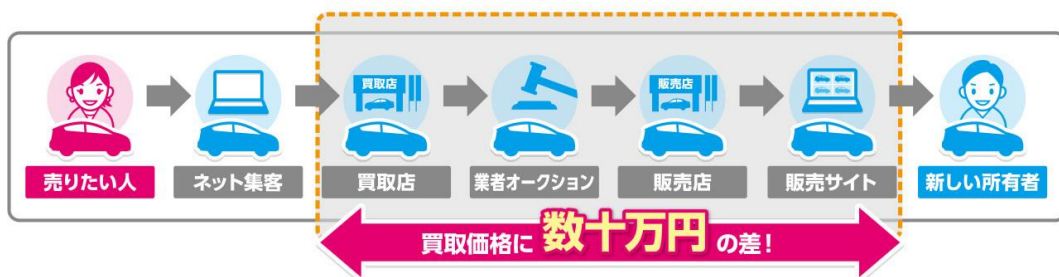 買取店
販売店
売りたい人
ネット集客
買取店
業者オークション
販売店
販売サイト
新しい所有者
買取価格に数十万円の差!